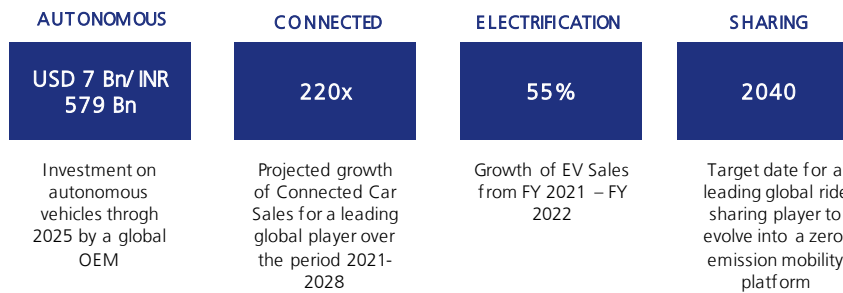 AUTONOMOUS
USD 7 Bn/ INR
579 Bn
Investment on
autonomous
vehicles throgh
2025 by a global
OEM
CONNECTED
220x
Projected growth
of Connected Car
Sales for a leading
global player over
the period 2021-
2028
ELECTRIFICATION
55%
Growth of EV Sales
from FY 2021 – FY
2022
SHARING
2040
Target date for a
leading global ride
sharing player to
evolve into a zero
emission mobility
platform